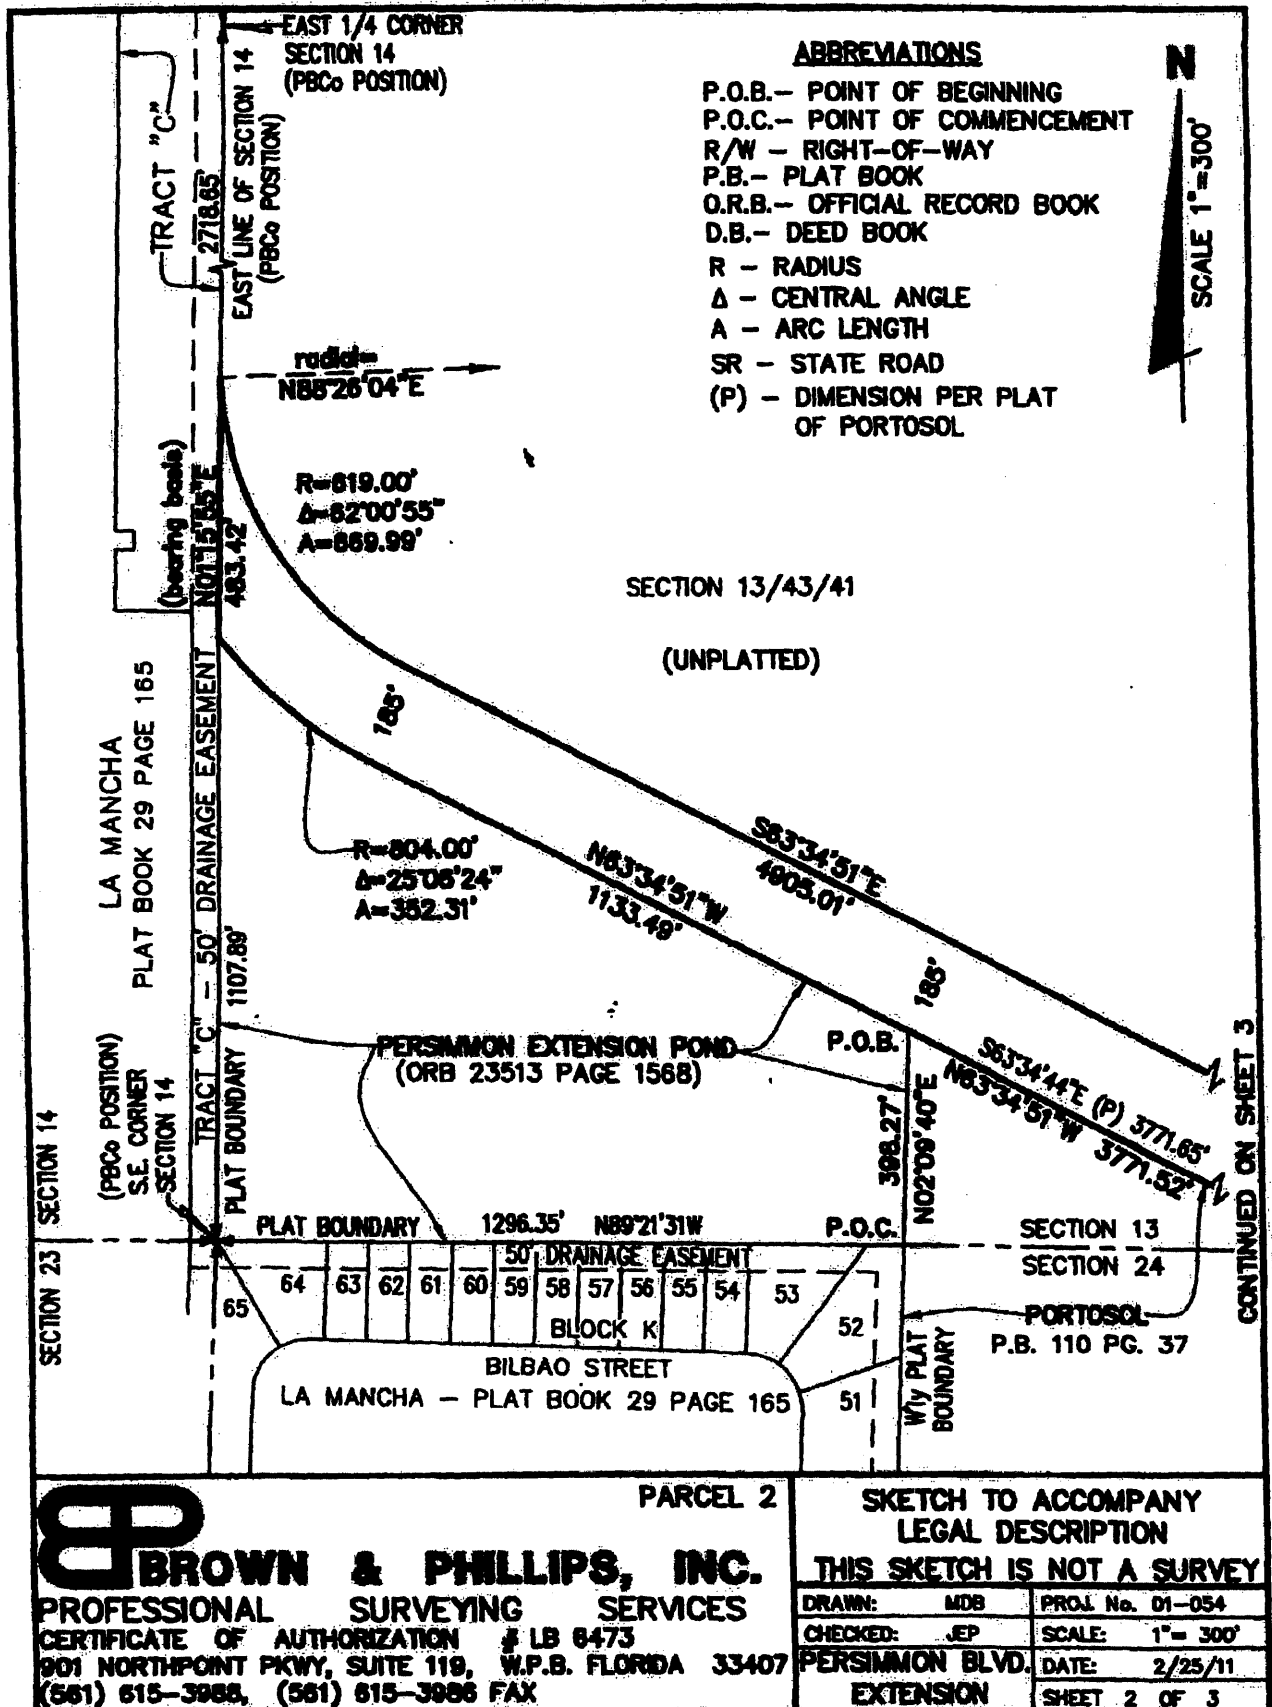 EAST 1/4 CORNER
SECTION 14
(PBCo POSITION)
TRACT "C"
2718.65'
EAST LINE OF SECTION 14
(PBCo POSITION)
ABBREVIATIONS
P.O.B.– POINT OF BEGINNING
P.O.C.– POINT OF COMMENCEMENT
R/W – RIGHT–OF–WAY
P.B.– PLAT BOOK
O.R.B.– OFFICIAL RECORD BOOK
D.B.– DEED BOOK
R – RADIUS
Δ – CENTRAL ANGLE
A – ARC LENGTH
SR – STATE ROAD
(P) – DIMENSION PER PLAT
OF PORTOSOL
N
SCALE 1"=300'
radial=
N88°26'04"E
(bearing basis)
N01°15'55"E
483.42'
R=619.00'
Δ=62°00'55"
A=669.99'
SECTION 13/43/41
(UNPLATTED)
185'
LA MANCHA
PLAT BOOK 29 PAGE 165
TRACT "C" – 50' DRAINAGE EASEMENT
R=804.00'
Δ=25°06'24"
A=352.31'
N63°34'51"W
1133.49'
S63°34'51"E
4905.01'
185'
1107.89'
PLAT BOUNDARY
PERSIMMON EXTENSION POND
(ORB 23513 PAGE 1568)
P.O.B.
S63°34'44"E (P) 3771.65'
N63°34'51"W 3771.52'
398.27'
N02°09'40"E
CONTINUED ON SHEET 3
(PBCo POSITION)
S.E. CORNER
SECTION 14
SECTION 14
SECTION 23
PLAT BOUNDARY 1296.35' N89°21'31W P.O.C.
SECTION 13
SECTION 24
50' DRAINAGE EASEMENT
65 64 63 62 61 60 59 58 57 56 55 54 53
52
51
BLOCK K
BILBAO STREET
LA MANCHA – PLAT BOOK 29 PAGE 165
W'ly PLAT
BOUNDARY
PORTOSOL
P.B. 110 PG. 37
PARCEL 2
BP
BROWN & PHILLIPS, INC.
PROFESSIONAL SURVEYING SERVICES
CERTIFICATE OF AUTHORIZATION # LB 6473
901 NORTHPOINT PKWY, SUITE 119, W.P.B. FLORIDA 33407
(561) 615–3988, (561) 615–3986 FAX
SKETCH TO ACCOMPANY
LEGAL DESCRIPTION
THIS SKETCH IS NOT A SURVEY
DRAWN: MDB PROJ. No. 01–054
CHECKED: JEP SCALE: 1"= 300'
PERSIMMON BLVD. DATE: 2/25/11
EXTENSION SHEET 2 OF 3